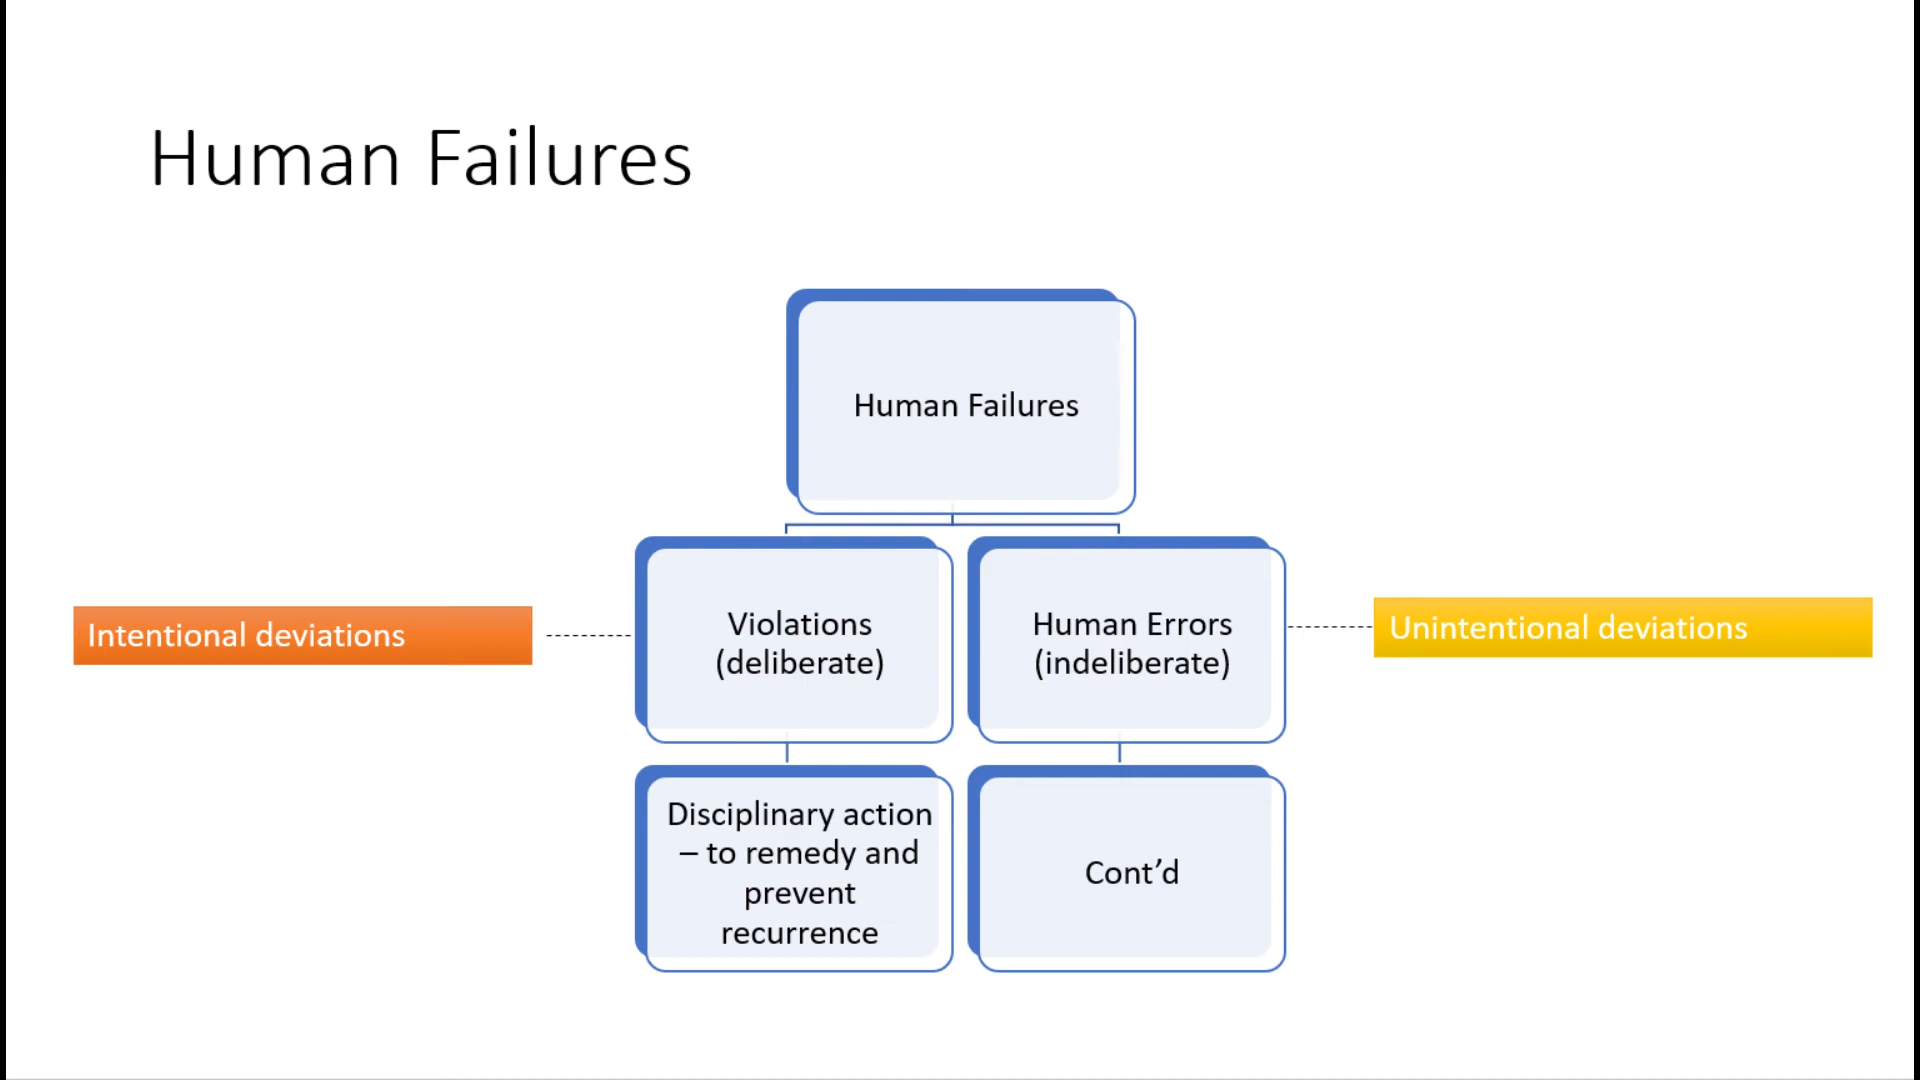 Human Failures
Human Failures
Intentional deviations
Violations
(deliberate)
Human Errors
(indeliberate)
Unintentional deviations
Disciplinary action
– to remedy and
prevent
recurrence
Cont’d